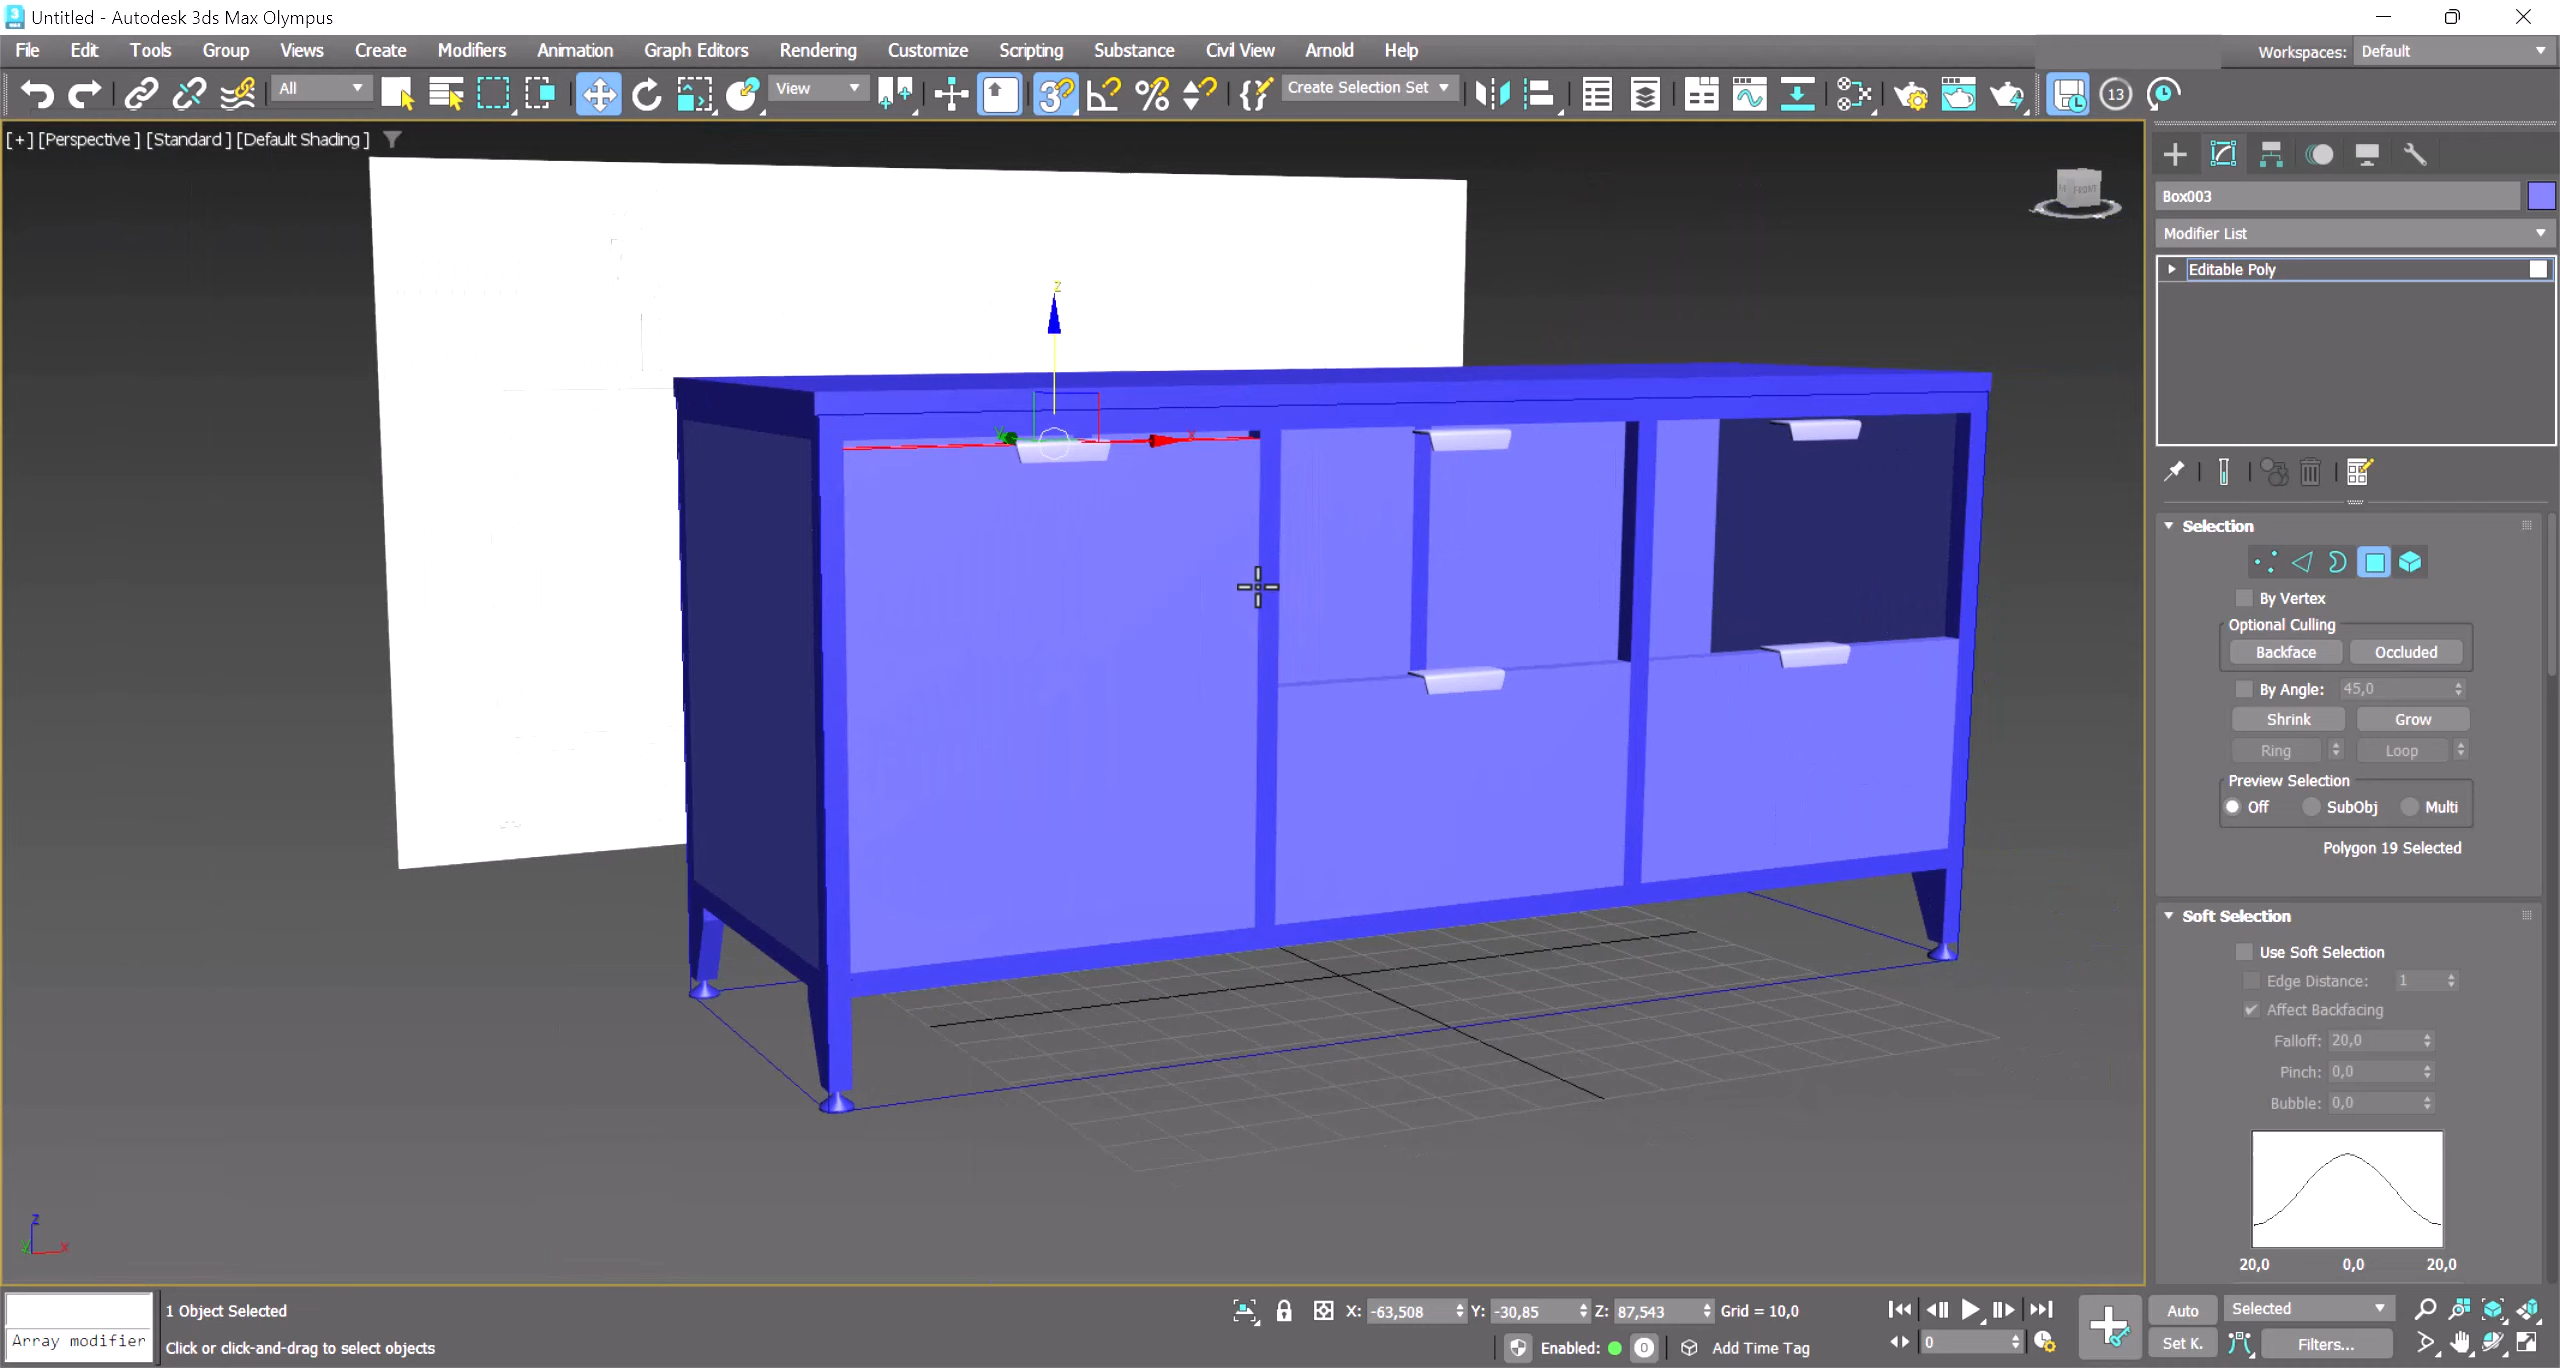 Untitled - Autodesk 3ds Max Olympus
File Edit Tools Group Views Create Modifiers Animation Graph Editors Rendering Customize Scripting Substance Civil View Arnold Help Workspaces: Default
All View 3 Create Selection Set 13
[+] [Perspective ] [Standard ] [Default Shading ]
FRONT
Box003
Modifier List
Editable Poly
Selection
By Vertex
Optional Culling
Backface Occluded
By Angle: 45,0
Shrink Grow
Ring Loop
Preview Selection
Off SubObj Multi
Polygon 19 Selected
Soft Selection
Use Soft Selection
Edge Distance: 1
Affect Backfacing
Falloff: 20,0
Pinch: 0,0
Bubble: 0,0
20,0 0,0 20,0
z
y x
z
y x
1 Object Selected X: -63,508 Y: -30,85 Z: 87,543 Grid = 10,0 Auto Selected
Array modifier Click or click-and-drag to select objects Enabled: 0 Add Time Tag 0 Set K. Filters...